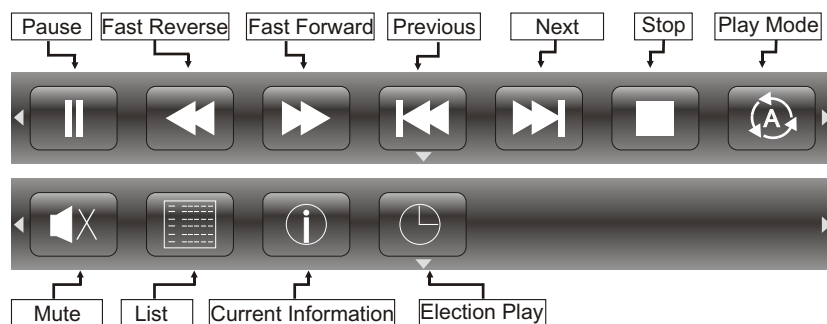 Pause Fast Reverse Fast Forward Previous Next Stop Play Mode
A
Mute List Current Information Election Play